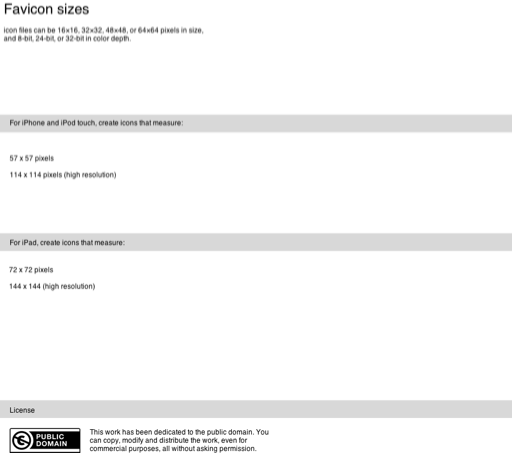 Favicon sizes
icon files can be 16×16, 32×32, 48×48, or 64×64 pixels in size,
and 8-bit, 24-bit, or 32-bit in color depth.
For iPhone and iPod touch, create icons that measure:
57 x 57 pixels
114 x 114 pixels (high resolution)
For iPad, create icons that measure:
72 x 72 pixels
144 x 144 (high resolution)
License
PUBLIC
DOMAIN
This work has been dedicated to the public domain. You
can copy, modify and distribute the work, even for
commercial purposes, all without asking permission.